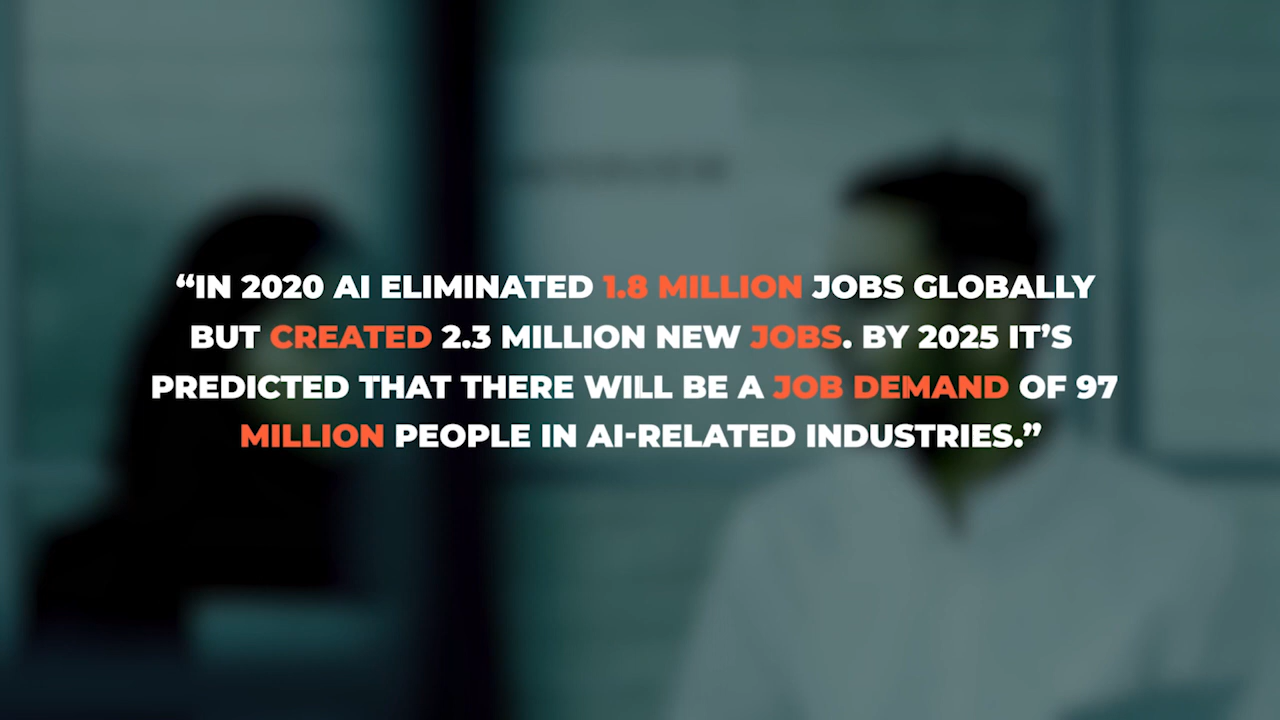 “IN 2020 AI ELIMINATED 1.8 MILLION JOBS GLOBALLY
BUT CREATED 2.3 MILLION NEW JOBS. BY 2025 IT’S
PREDICTED THAT THERE WILL BE A JOB DEMAND OF 97
MILLION PEOPLE IN AI-RELATED INDUSTRIES.”